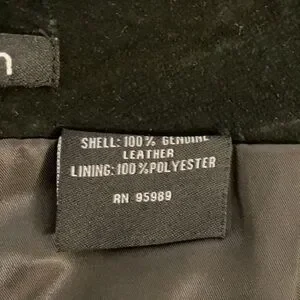 n
SHELL: 100% GENUINE
LEATHER
LINING: 100%POLYESTER
RN 95989